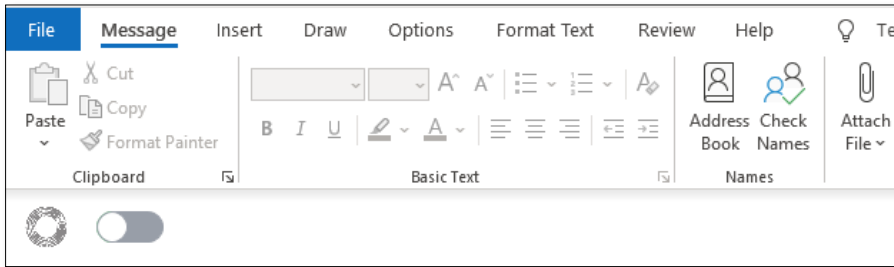 File Message Insert Draw Options Format Text Review Help Te
Cut
Copy
Format Painter
Paste
Clipboard
B I U A
Basic Text
Address Book
Check Names
Names
Attach File